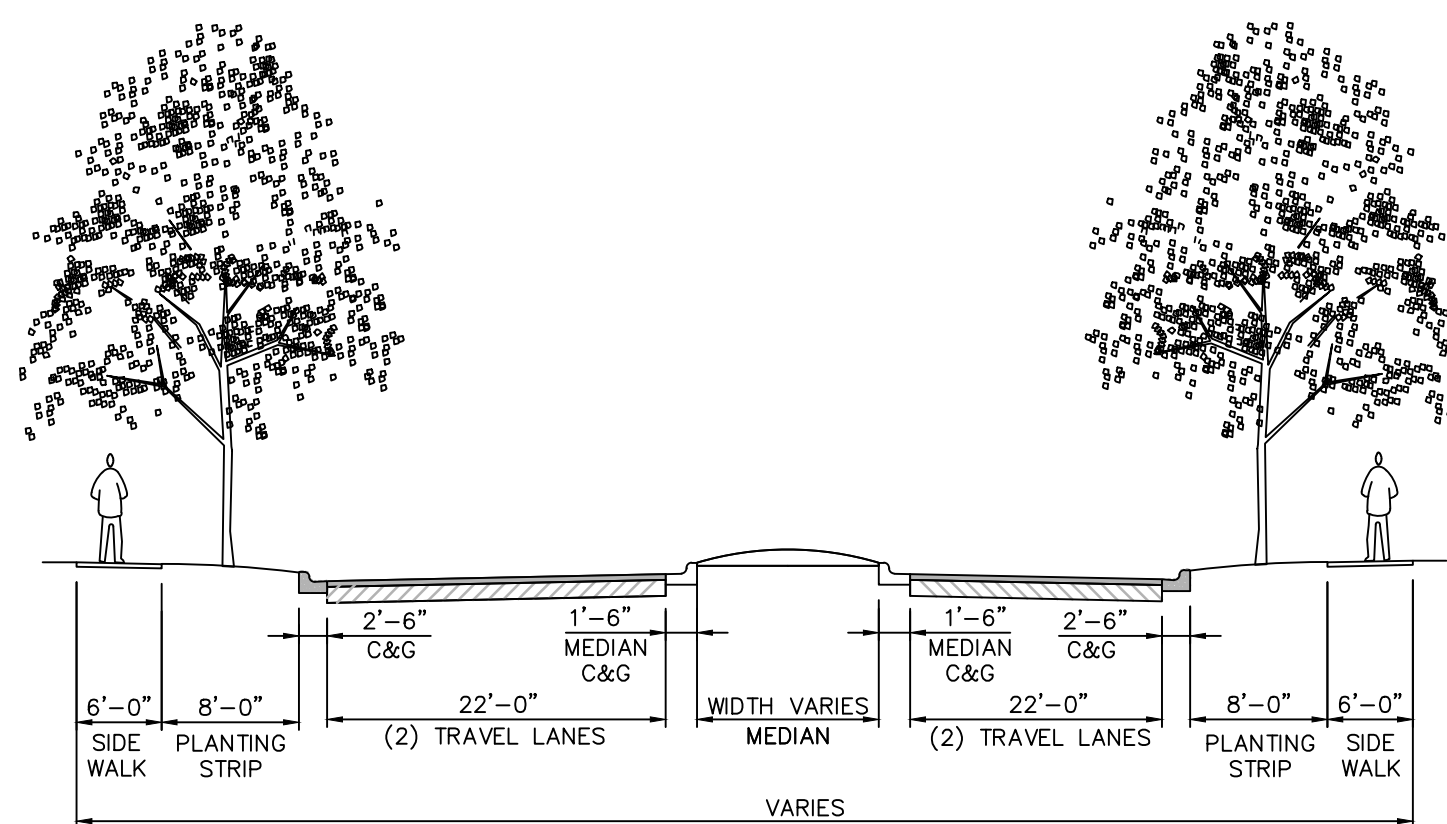 2'-6"
C&G
1'-6"
MEDIAN
C&G
1'-6"
MEDIAN
C&G
2'-6"
C&G
6'-0"
SIDE
WALK
8'-0"
PLANTING
STRIP
22'-0"
(2) TRAVEL LANES
WIDTH VARIES
MEDIAN
22'-0"
(2) TRAVEL LANES
8'-0"
PLANTING
STRIP
6'-0"
SIDE
WALK
VARIES